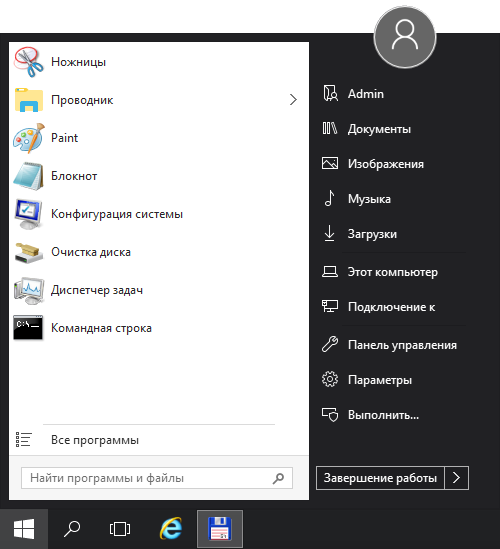 Ножницы
Проводник
Paint
Блокнот
Конфигурация системы
Очистка диска
Диспетчер задач
C:\
Командная строка
Все программы
Найти программы и файлы
Admin
Документы
Изображения
Музыка
Загрузки
Этот компьютер
Подключение к
Панель управления
Параметры
Выполнить...
Завершение работы